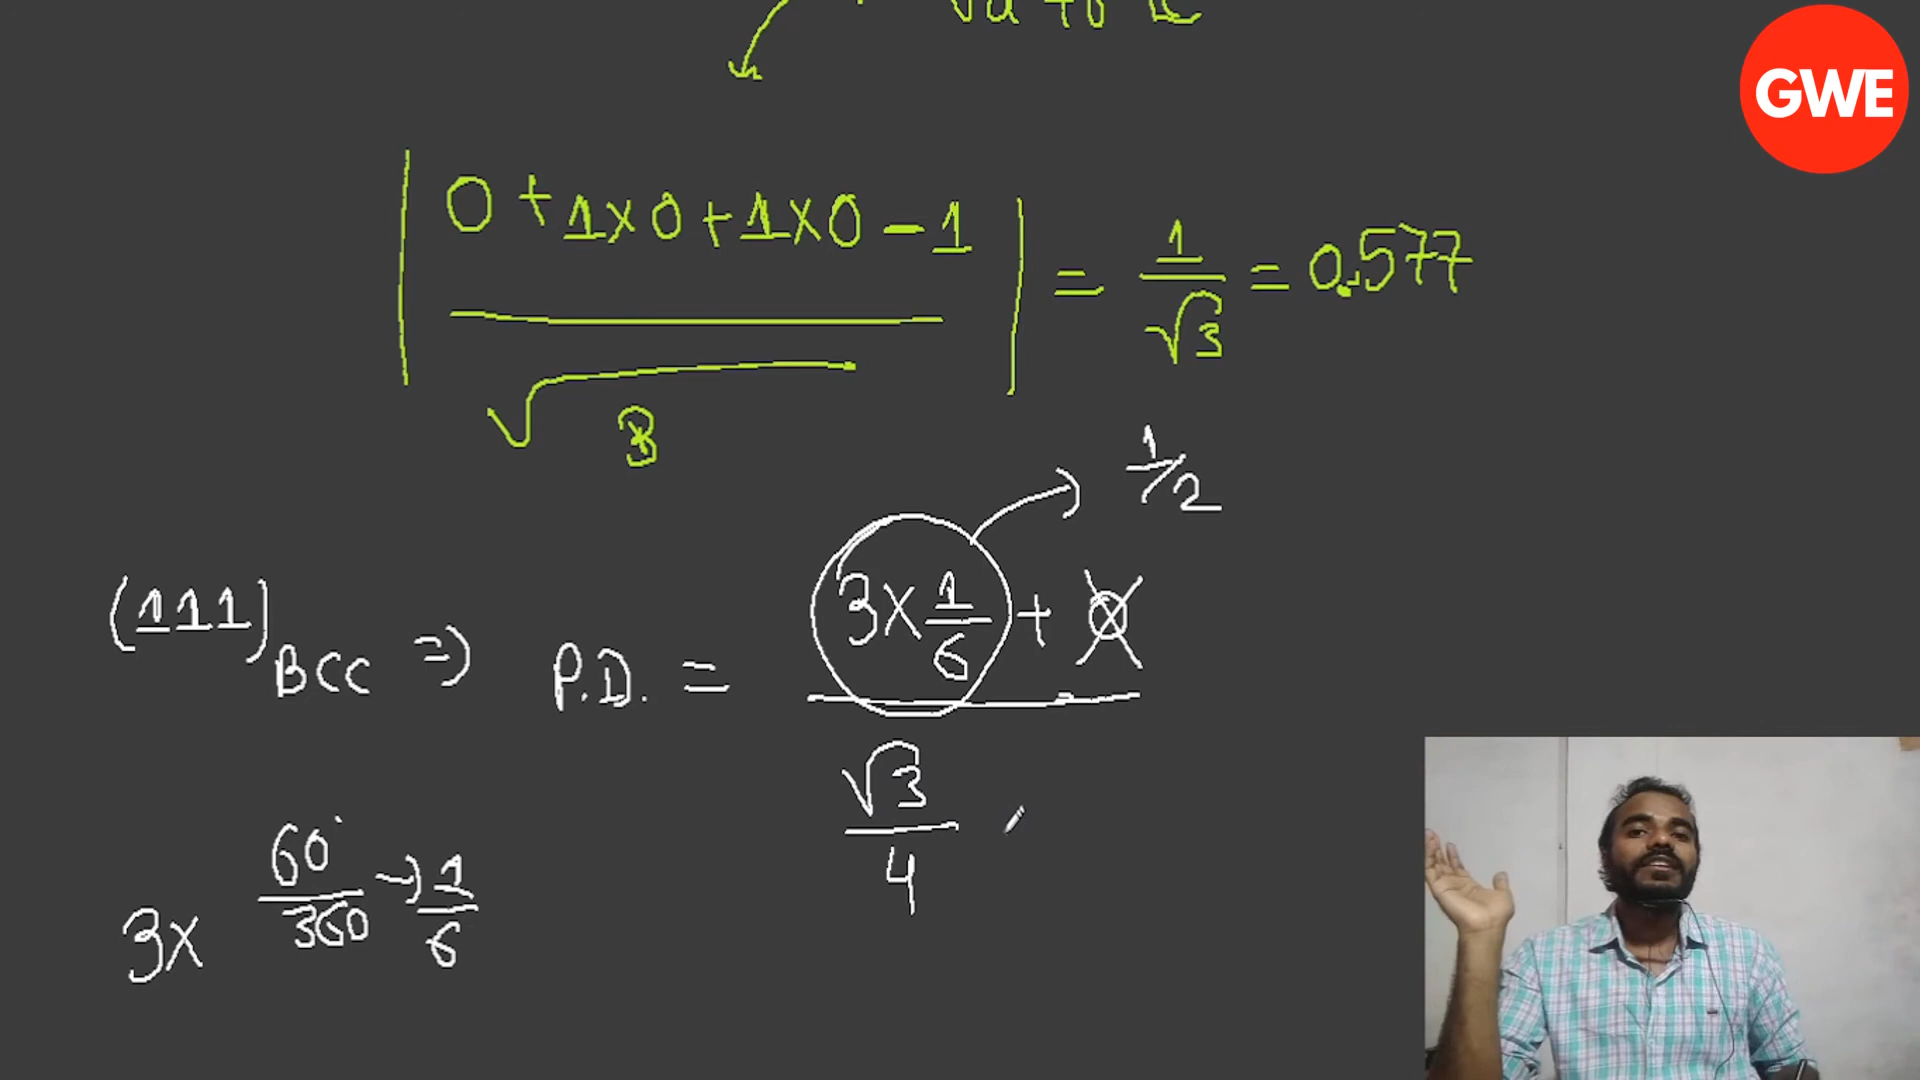 GWE
| 0 + 1 × 0 + 1 × 0 - 1 / √3 | = 1/√3 = 0.577
1/2
(111)BCC ⇒ P.D. = 3 × 1/6 + 0 / √3/4
3 × 60°/360 → 1/6